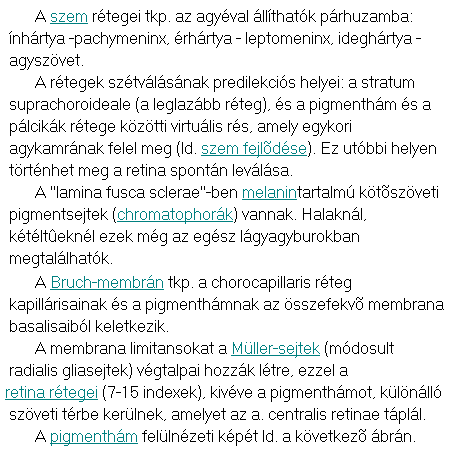 A szem rétegei tkp. az agyéval állíthatók párhuzamba:
ínhártya -pachymeninx, érhártya - leptomeninx, ideghártya -
agyszövet.
A rétegek szétválásának predilekciós helyei: a stratum
suprachoroideale (a leglazább réteg), és a pigmenthám és a
pálcikák rétege közötti virtuális rés, amely egykori
agykamrának felel meg (ld. szem fejlõdése). Ez utóbbi helyen
történhet meg a retina spontán leválása.
A "lamina fusca sclerae"-ben melanintartalmú kötõszöveti
pigmentsejtek (chromatophorák) vannak. Halaknál,
kétéltûeknél ezek még az egész lágyagyburokban
megtalálhatók.
A Bruch-membrán tkp. a chorocapillaris réteg
kapillárisainak és a pigmenthámnak az összefekvõ membrana
basalisaiból keletkezik.
A membrana limitansokat a Müller-sejtek (módosult
radialis gliasejtek) végtalpai hozzák létre, ezzel a
retina rétegei (7-15 indexek), kivéve a pigmenthámot, különálló
szöveti térbe kerülnek, amelyet az a. centralis retinae táplál.
A pigmenthám felülnézeti képét ld. a következõ ábrán.